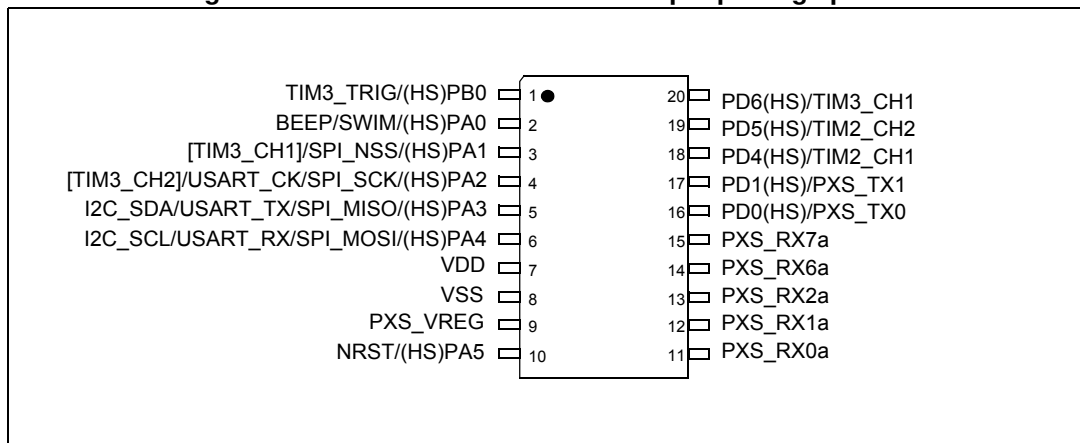 TIM3_TRIG/(HS)PB0 1 20 PD6(HS)/TIM3_CH1
BEEP/SWIM/(HS)PA0 2 19 PD5(HS)/TIM2_CH2
[TIM3_CH1]/SPI_NSS/(HS)PA1 3 18 PD4(HS)/TIM2_CH1
[TIM3_CH2]/USART_CK/SPI_SCK/(HS)PA2 4 17 PD1(HS)/PXS_TX1
I2C_SDA/USART_TX/SPI_MISO/(HS)PA3 5 16 PD0(HS)/PXS_TX0
I2C_SCL/USART_RX/SPI_MOSI/(HS)PA4 6 15 PXS_RX7a
VDD 7 14 PXS_RX6a
VSS 8 13 PXS_RX2a
PXS_VREG 9 12 PXS_RX1a
NRST/(HS)PA5 10 11 PXS_RX0a